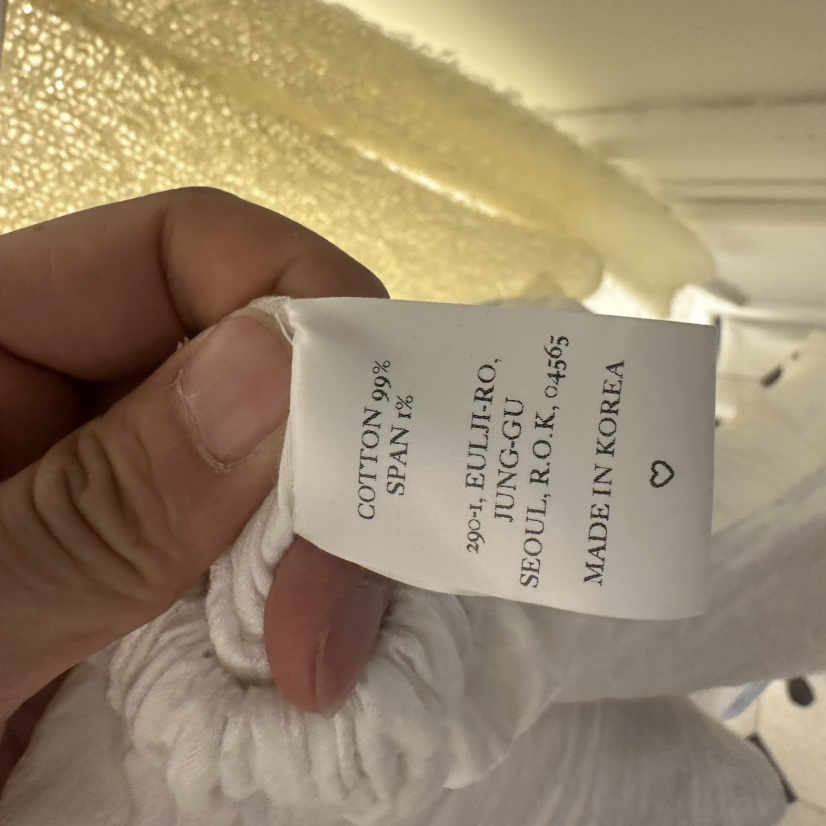 COTTON 99%
SPAN 1%
290-1, EULJI-RO,
JUNG-GU
SEOUL, R.O.K, 04565
MADE IN KOREA